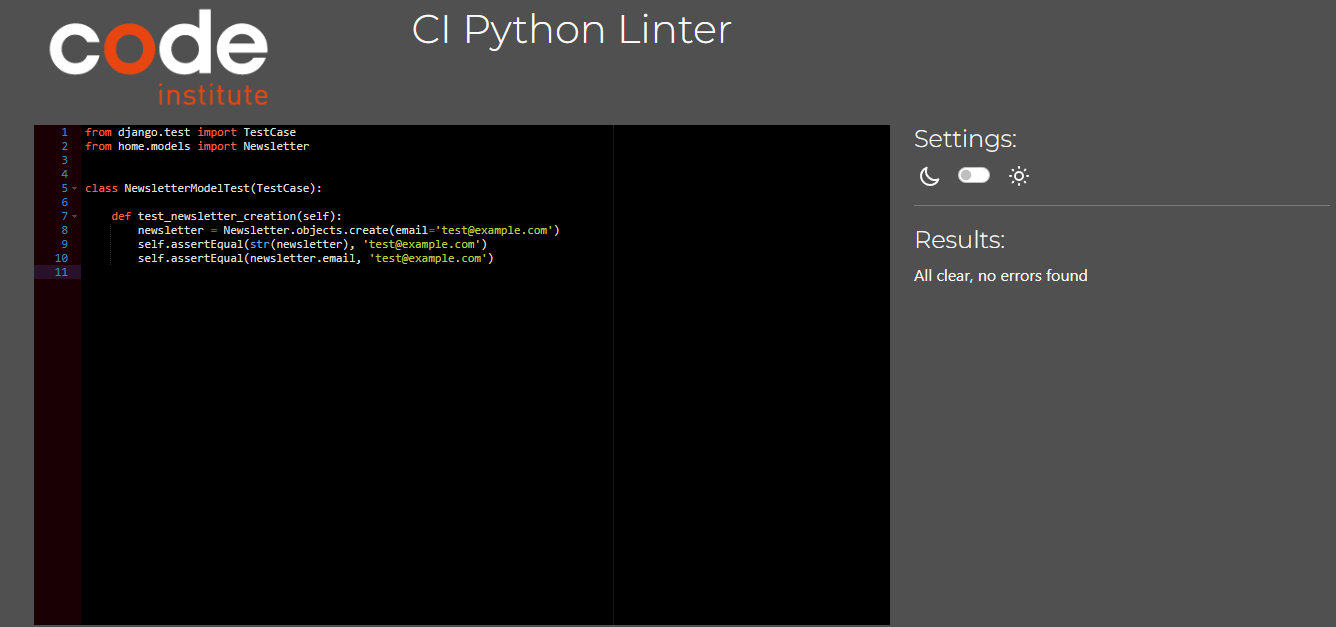 code
institute
CI Python Linter
1 from django.test import TestCase
2 from home.models import Newsletter
3
4
5 class NewsletterModelTest(TestCase):
6
7     def test_newsletter_creation(self):
8         newsletter = Newsletter.objects.create(email='test@example.com')
9         self.assertEqual(str(newsletter), 'test@example.com')
10         self.assertEqual(newsletter.email, 'test@example.com')
11
Settings:
Results:
All clear, no errors found